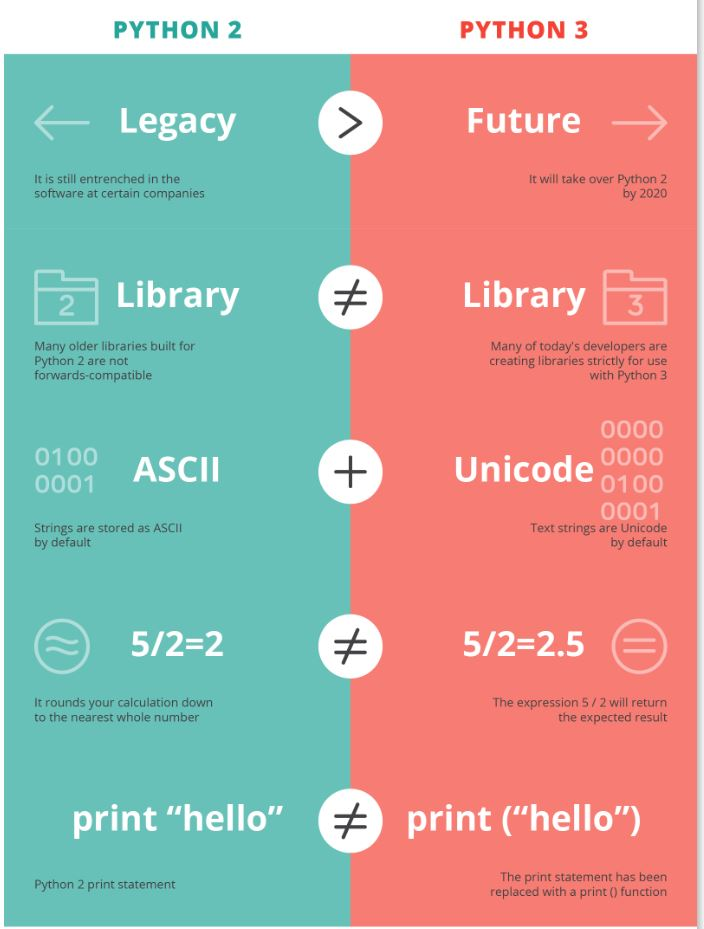 PYTHON 2
PYTHON 3
Legacy
>
Future
It is still entrenched in the
software at certain companies
It will take over Python 2
by 2020
2
Library
≠
Library
3
Many older libraries built for
Python 2 are not
forwards-compatible
Many of today's developers are
creating libraries strictly for use
with Python 3
0100
0001
ASCII
+
Unicode
0000
0000
0100
0001
Strings are stored as ASCII
by default
Text strings are Unicode
by default
≈
5/2=2
≠
5/2=2.5
=
It rounds your calculation down
to the nearest whole number
The expression 5 / 2 will return
the expected result
print “hello”
≠
print (“hello”)
Python 2 print statement
The print statement has been
replaced with a print () function